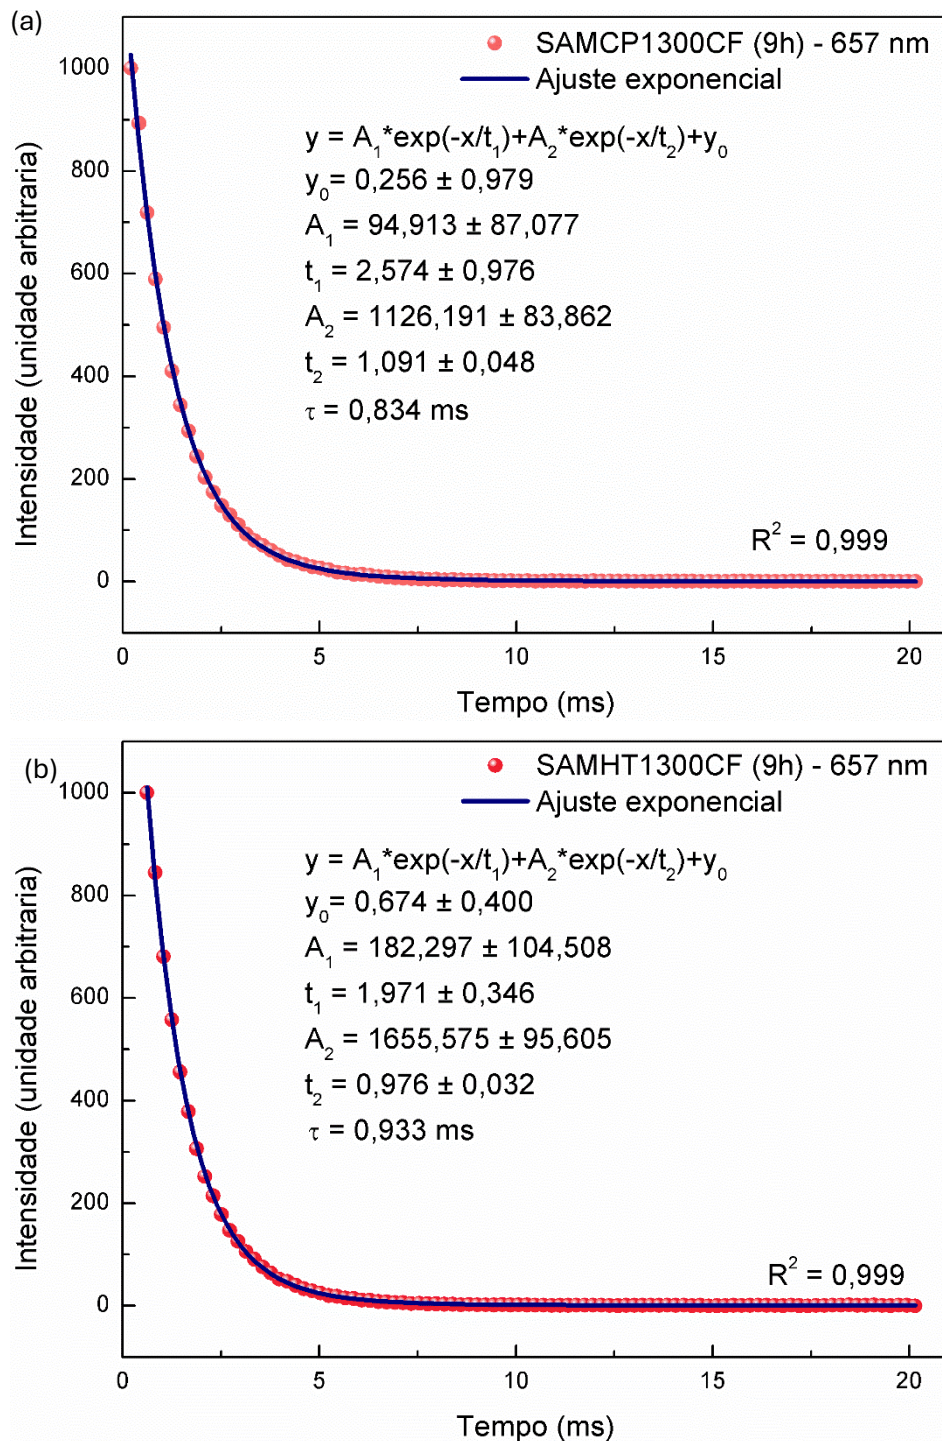 (a)
SAMCP1300CF (9h) - 657 nm
Ajuste exponencial
y = A₁*exp(-x/t₁)+A₂*exp(-x/t₂)+y₀
y₀= 0,256 ± 0,979
A₁ = 94,913 ± 87,077
t₁ = 2,574 ± 0,976
A₂ = 1126,191 ± 83,862
t₂ = 1,091 ± 0,048
τ = 0,834 ms
R² = 0,999
Intensidade (unidade arbitraria)
1000
800
600
400
200
0
0 5 10 15 20
Tempo (ms)
(b)
SAMHT1300CF (9h) - 657 nm
Ajuste exponencial
y = A₁*exp(-x/t₁)+A₂*exp(-x/t₂)+y₀
y₀= 0,674 ± 0,400
A₁ = 182,297 ± 104,508
t₁ = 1,971 ± 0,346
A₂ = 1655,575 ± 95,605
t₂ = 0,976 ± 0,032
τ = 0,933 ms
R² = 0,999
Intensidade (unidade arbitraria)
1000
800
600
400
200
0
0 5 10 15 20
Tempo (ms)